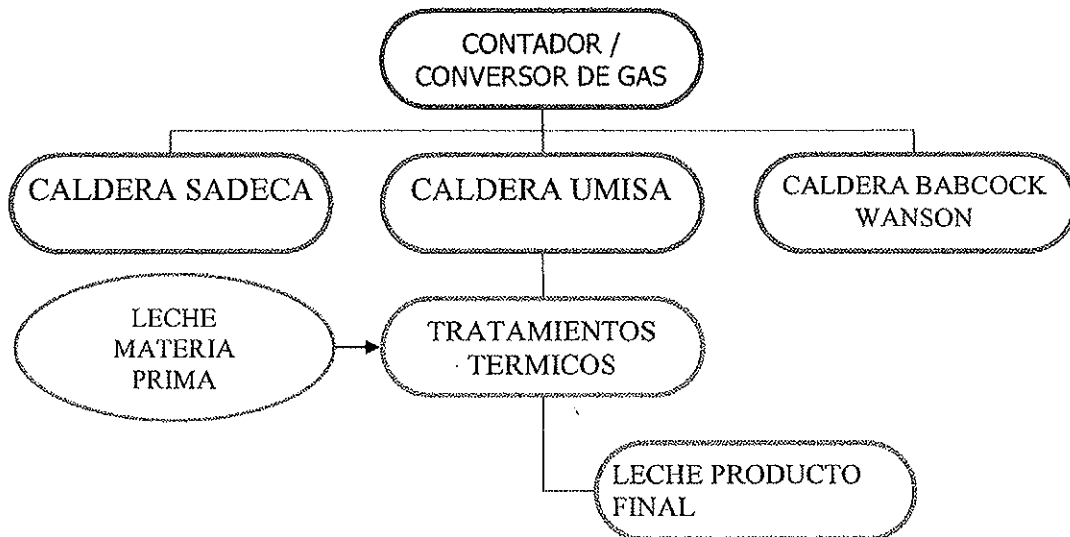 CONTADOR /
CONVERSOR DE GAS
CALDERA SADECA
CALDERA UMISA
CALDERA BABCOCK
WANSON
LECHE
MATERIA
PRIMA
TRATAMIENTOS
TERMICOS
LECHE PRODUCTO
FINAL